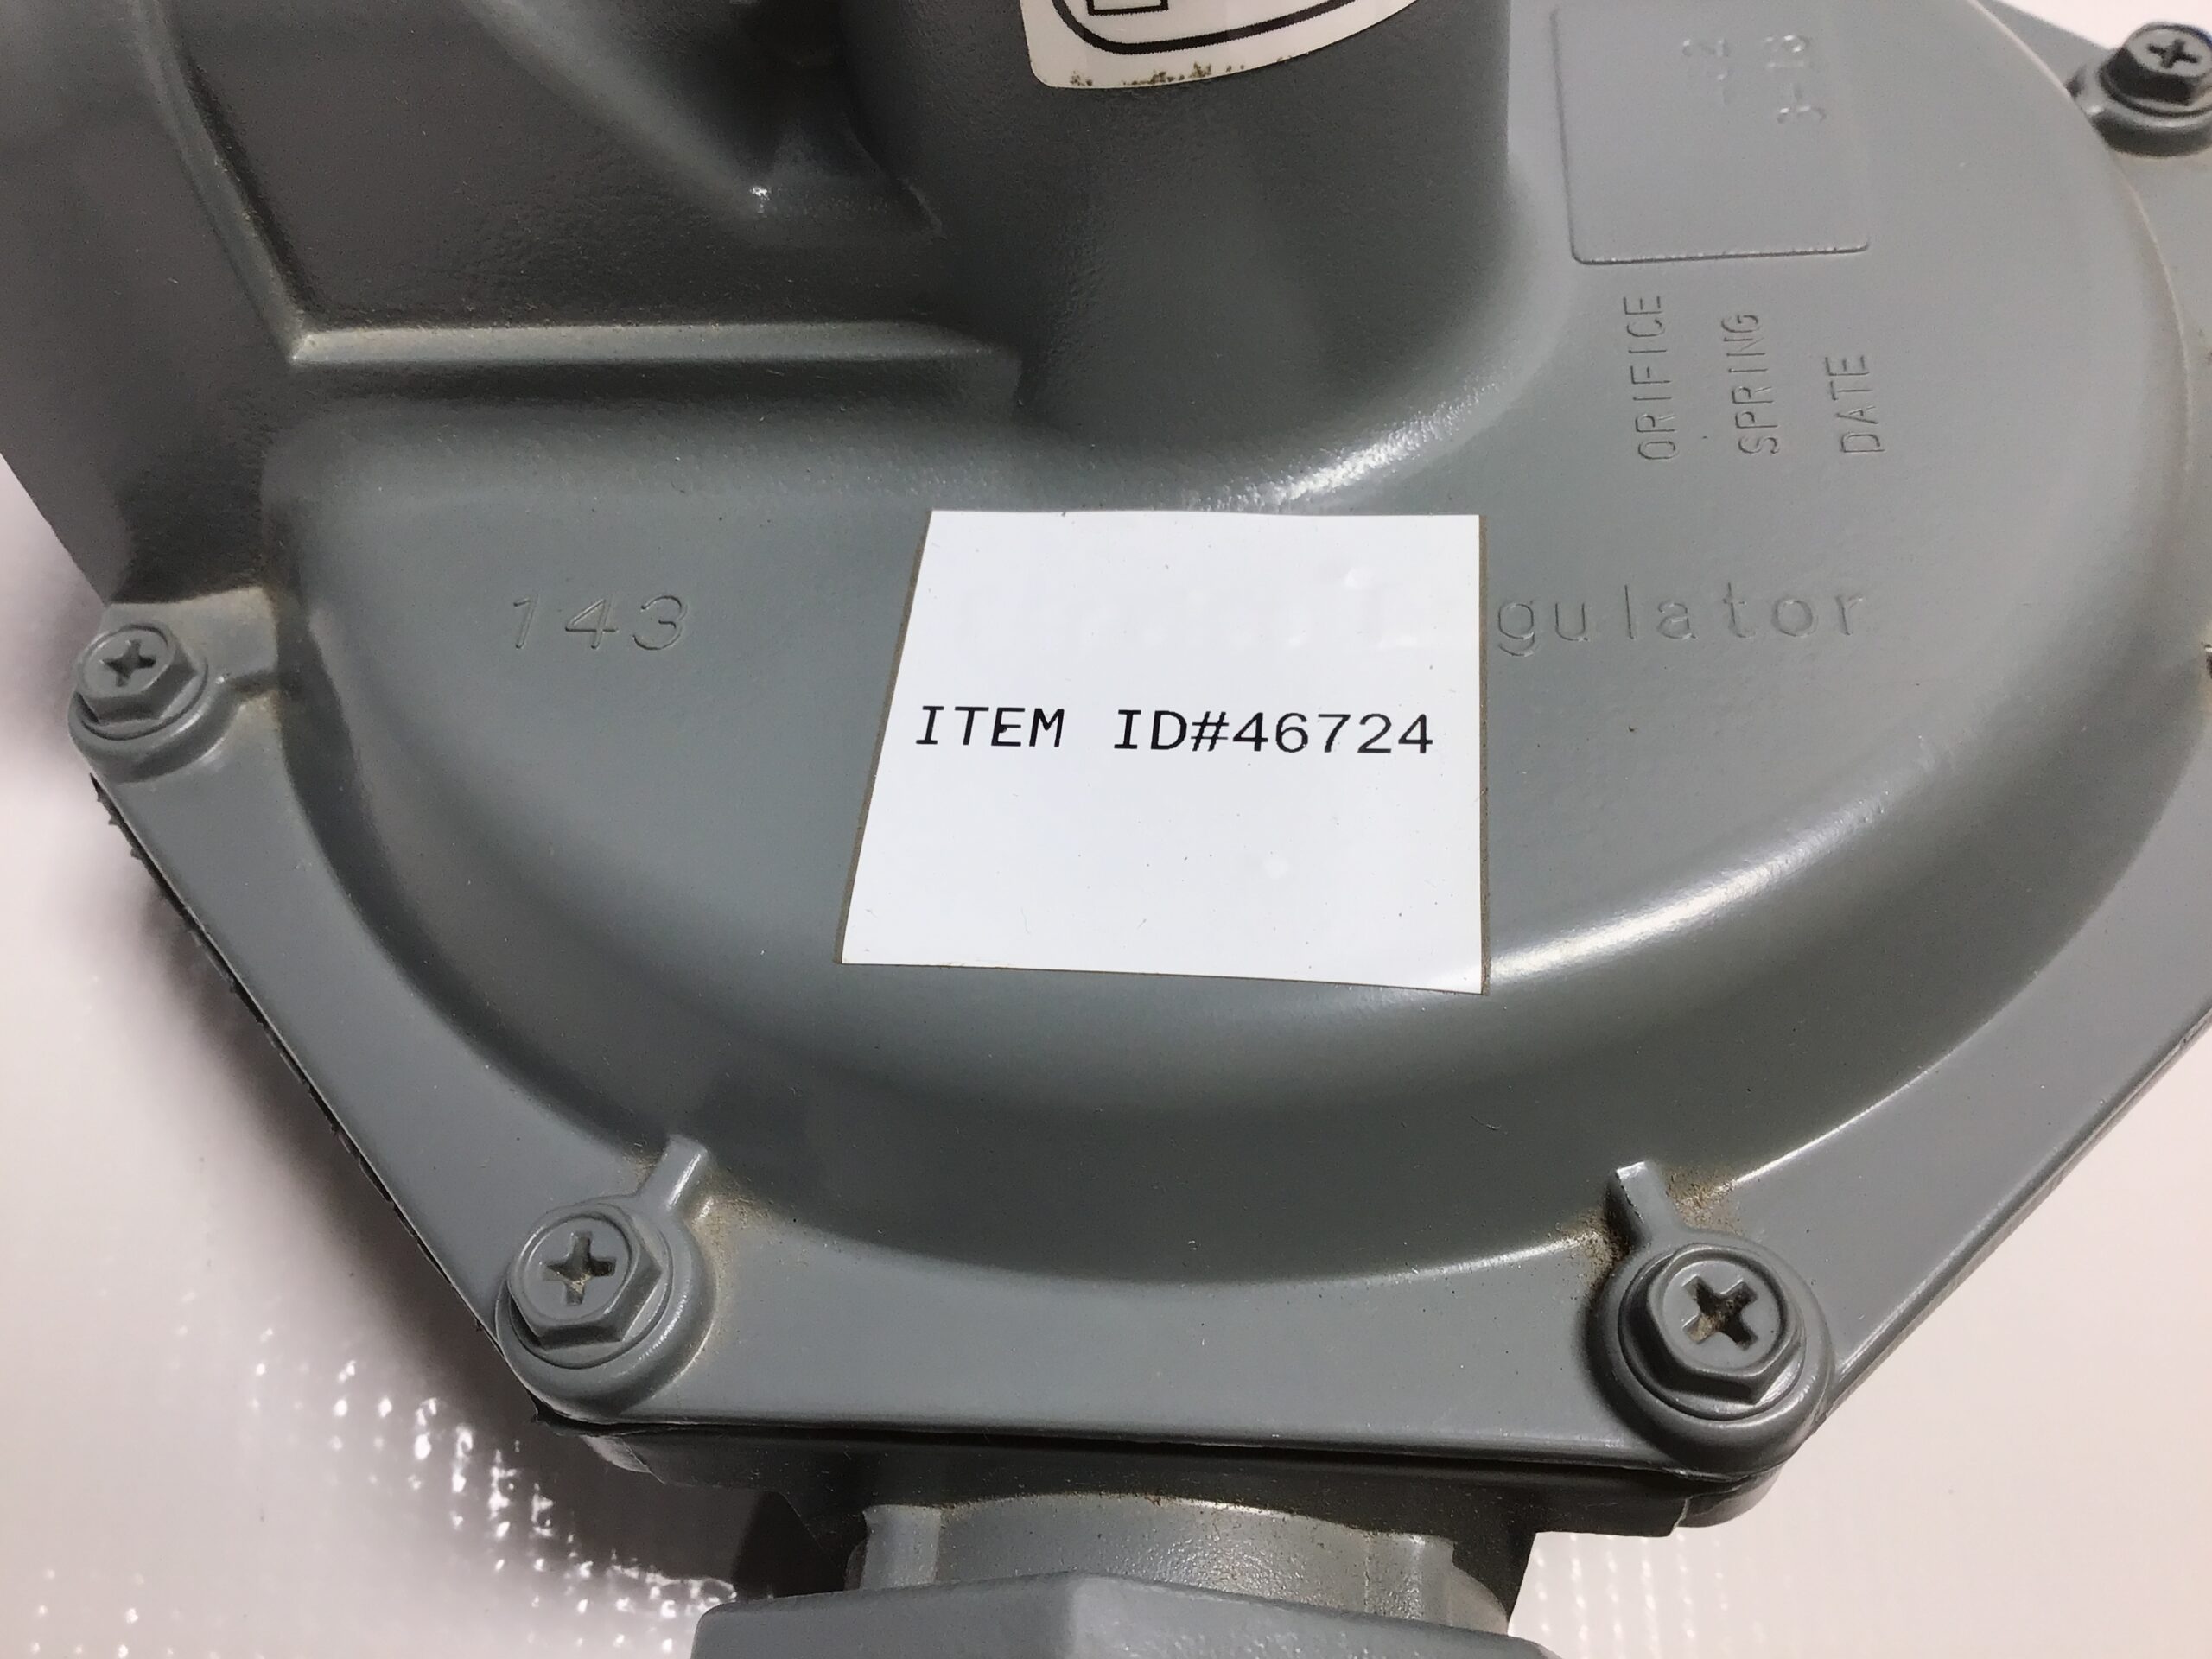 ORIFICE
SPRING
DATE
143
gulator
ITEM ID#46724